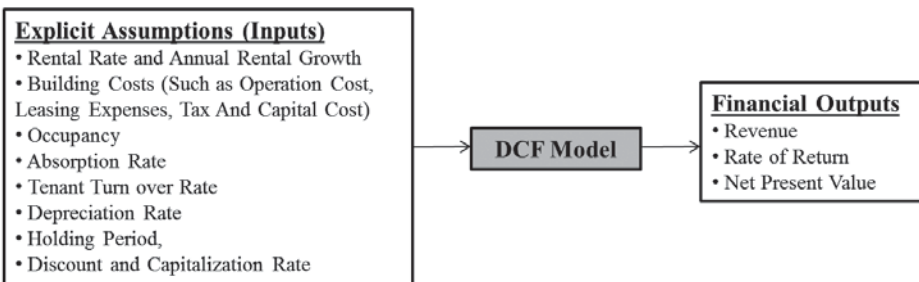 Explicit Assumptions (Inputs)
• Rental Rate and Annual Rental Growth
• Building Costs (Such as Operation Cost,
Leasing Expenses, Tax And Capital Cost)
• Occupancy
• Absorption Rate
• Tenant Turn over Rate
• Depreciation Rate
• Holding Period,
• Discount and Capitalization Rate
DCF Model
Financial Outputs
• Revenue
• Rate of Return
• Net Present Value